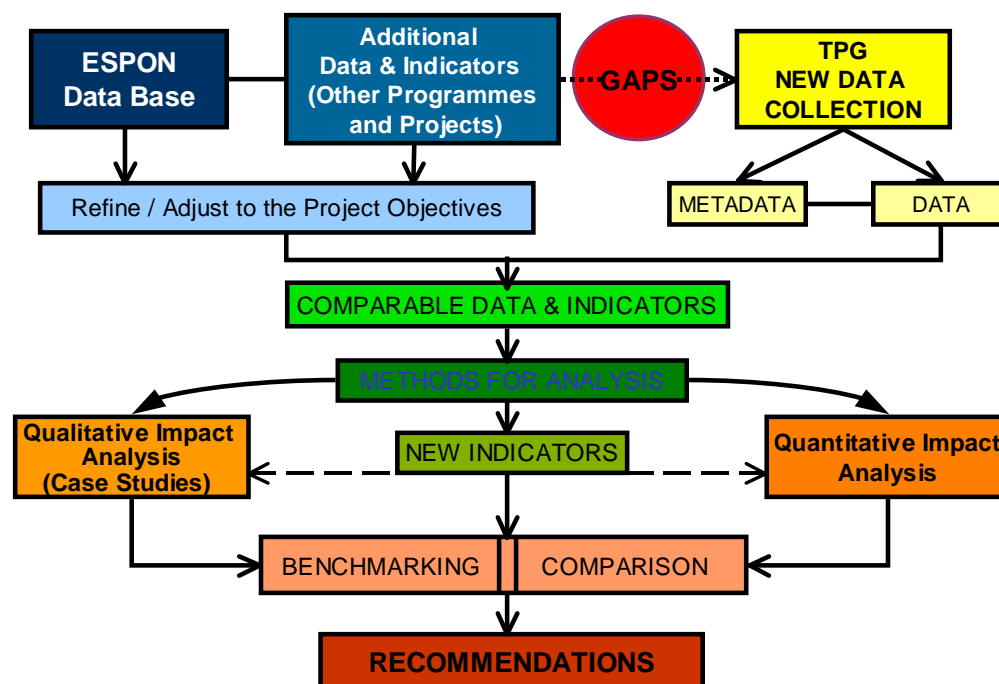 ESPON
Data Base
Additional
Data & Indicators
(Other Programmes
and Projects)
GAPS
TPG
NEW DATA
COLLECTION
Refine / Adjust to the Project Objectives
METADATA
DATA
COMPARABLE DATA & INDICATORS
METHODS FOR ANALYSIS
Qualitative Impact
Analysis
(Case Studies)
NEW INDICATORS
Quantitative Impact
Analysis
BENCHMARKING
COMPARISON
RECOMMENDATIONS